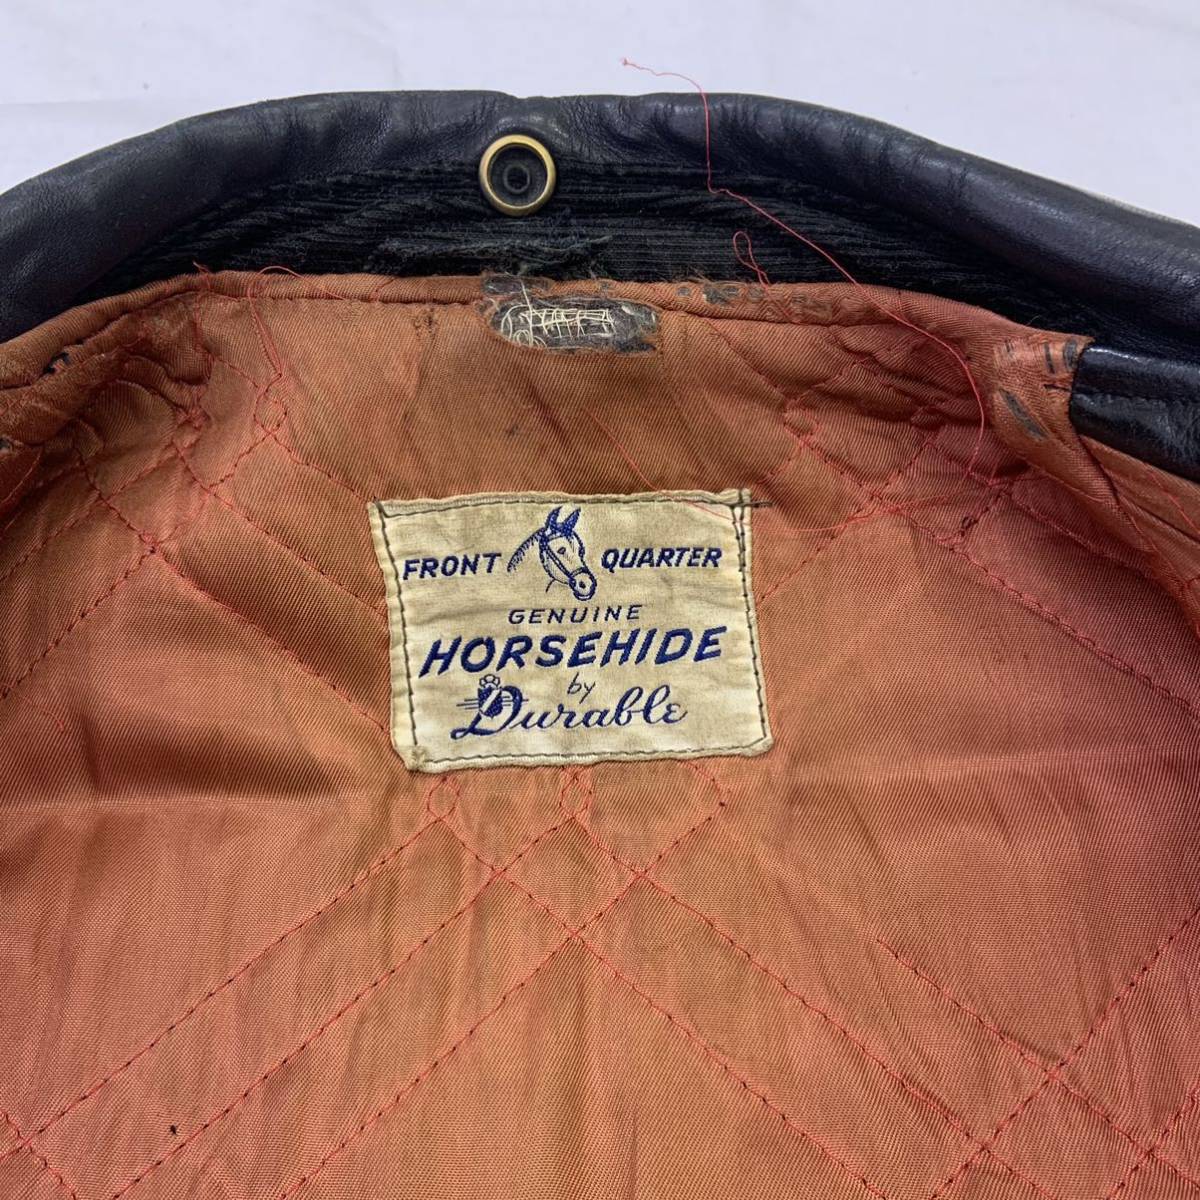 FRONT QUARTER
GENUINE
HORSEHIDE
by
Durable